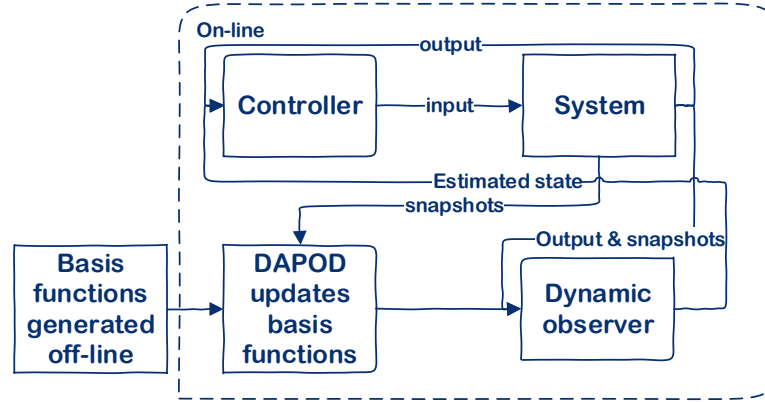 On-line
output
Controller
input
System
Estimated state
snapshots
Output & snapshots
Basis
functions
generated
off-line
DAPOD
updates
basis
functions
Dynamic
observer